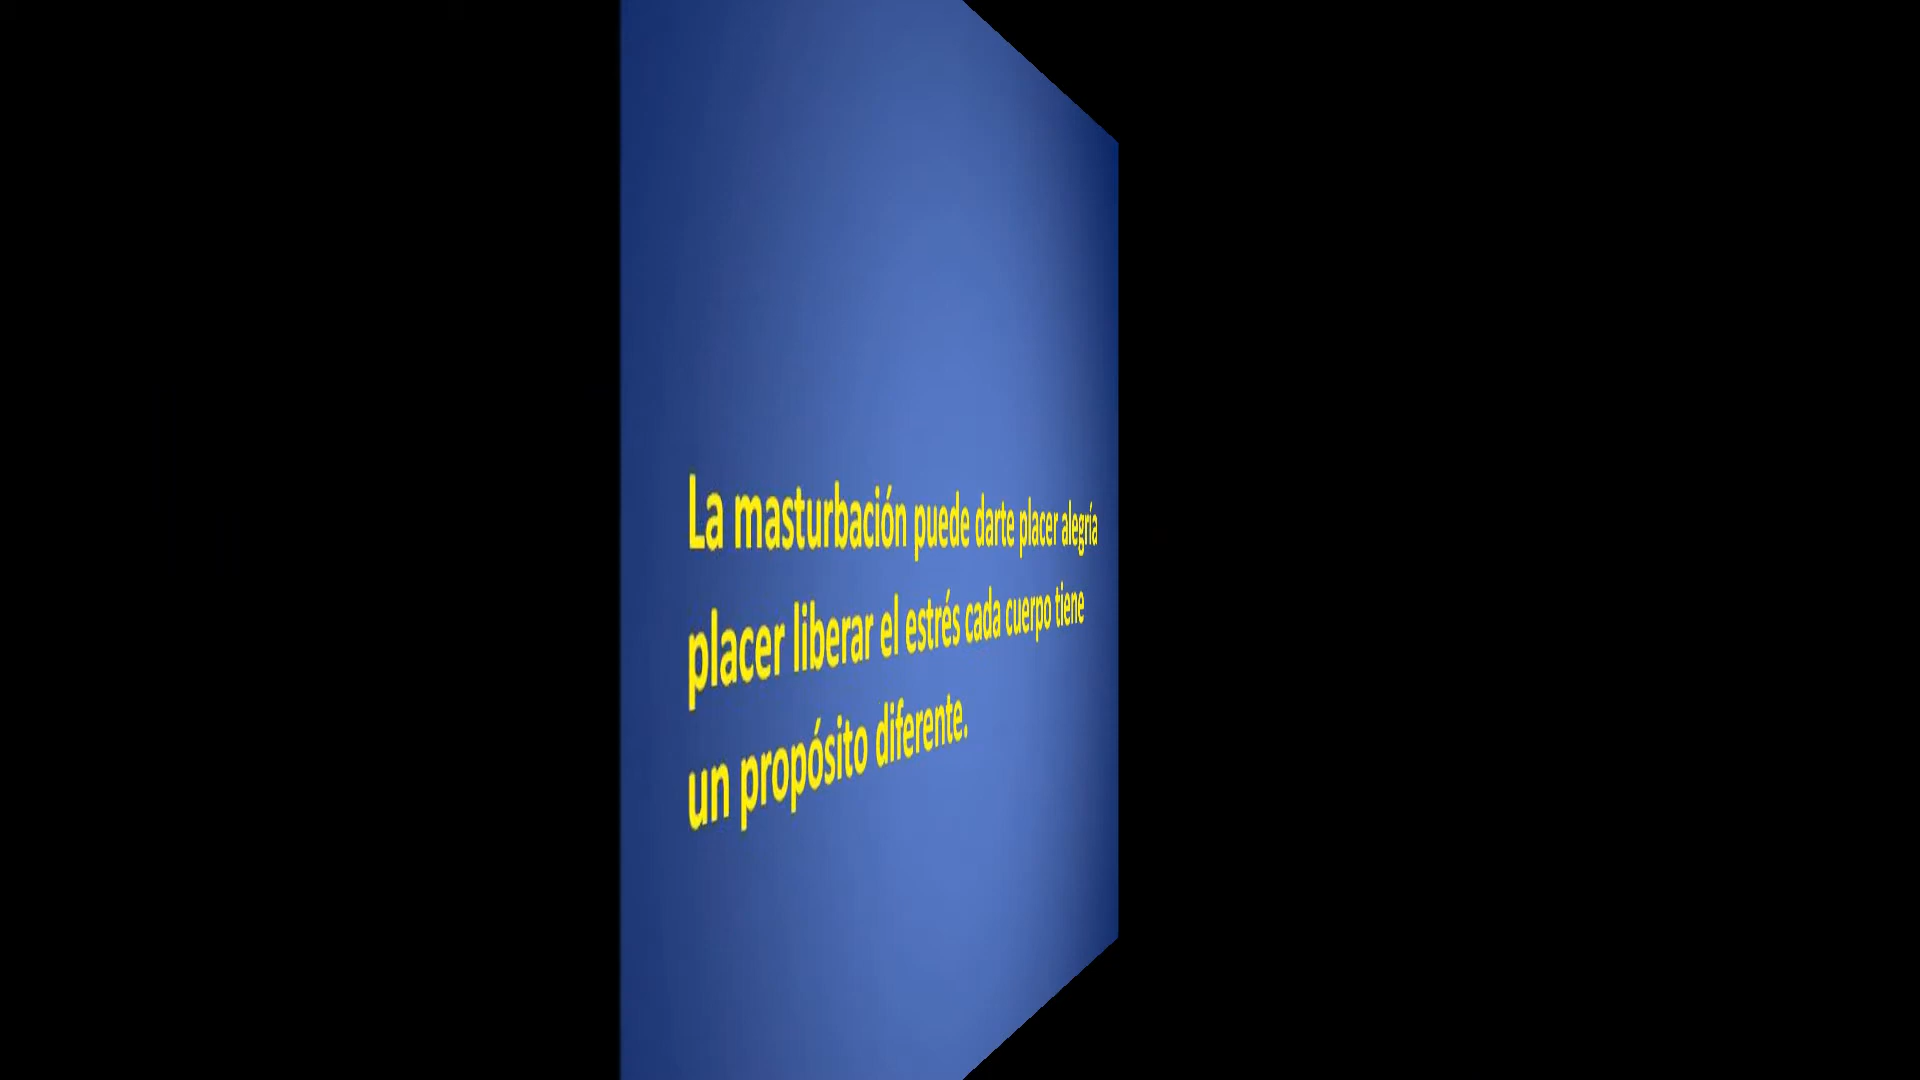 La masturbación puede darte placer alegría
placer liberar el estrés cada cuerpo tiene
un propósito diferente.